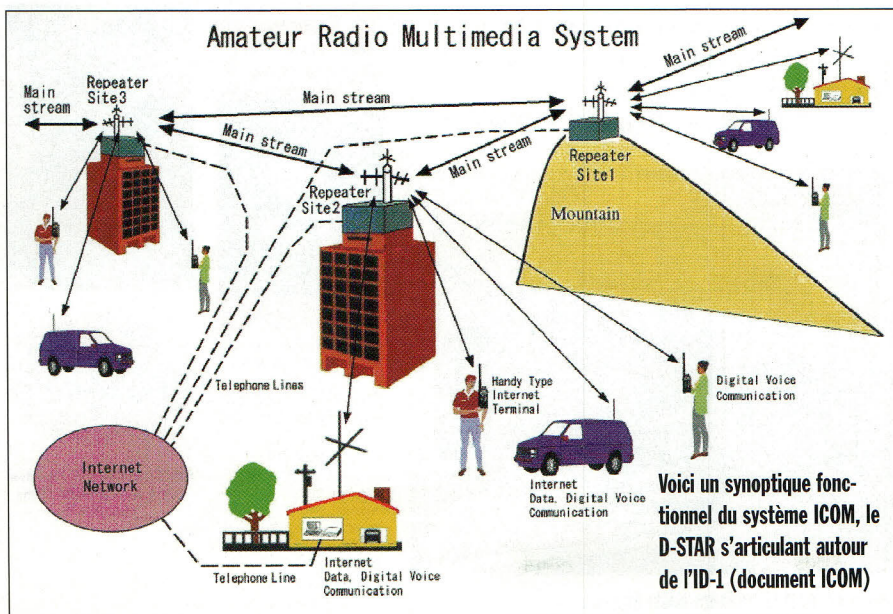 Amateur Radio Multimedia System
Main
stream
Repeater
Site3
Main stream
Main stream
Main stream
Main stream
Repeater
Site1
Repeater
Site2
Mountain
Telephone Lines
Handy Type
Internet
Terminal
Digital Voice
Communication
Internet
Network
Internet
Data, Digital Voice
Communication
Telephone Line
Internet
Data, Digital Voice
Communication
Voici un synoptique fonc-
tionnel du système ICOM, le
D-STAR s'articulant autour
de l'ID-1 (document ICOM)